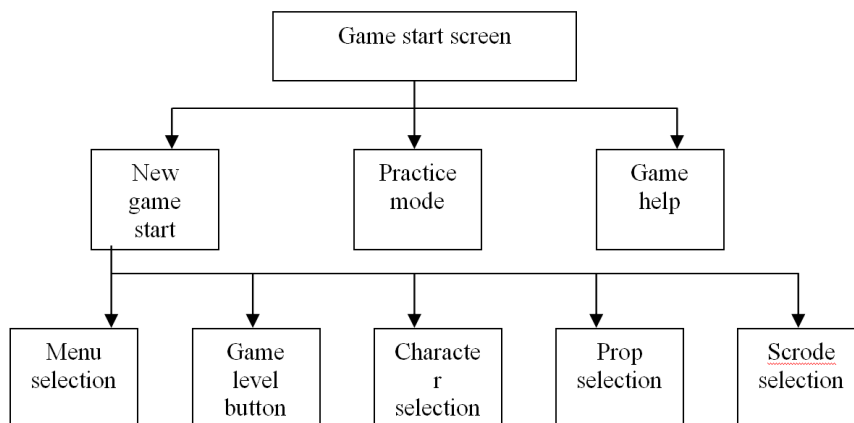 Game start screen
New
game
start
Practice
mode
Game
help
Menu
selection
Game
level
button
Characte
r
selection
Prop
selection
Scrode
selection